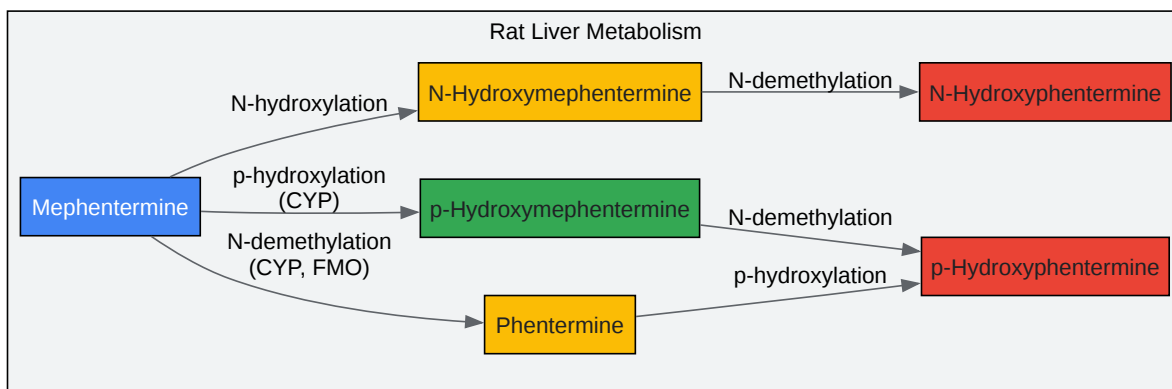 Rat Liver Metabolism
N-Hydroxymephentermine
N-demethylation
N-Hydroxyphentermine
N-hydroxylation
Mephentermine
p-hydroxylation
(CYP)
p-Hydroxymephentermine
N-demethylation
N-demethylation
(CYP, FMO)
p-hydroxylation
p-Hydroxyphentermine
Phentermine